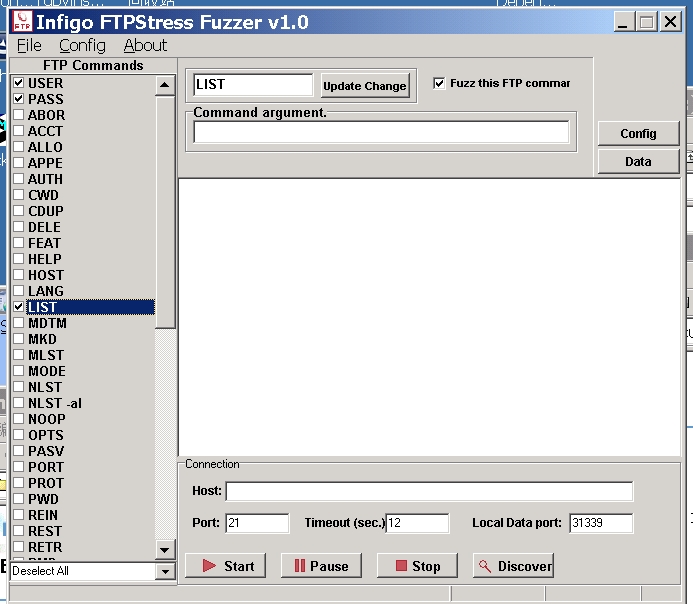 Infigo FTPStress Fuzzer v1.0
File Config About
FTP Commands
USER
PASS
ABOR
ACCT
ALLO
APPE
AUTH
CWD
CDUP
DELE
FEAT
HELP
HOST
LANG
LIST
MDTM
MKD
MLST
MODE
NLST
NLST -al
NOOP
OPTS
PASV
PORT
PROT
PWD
REIN
REST
RETR
Deselect All
LIST
Update Change
Fuzz this FTP commar
Command argument.
Config
Data
Connection
Host:
Port: 21 Timeout (sec.) 12 Local Data port: 31339
Start Pause Stop Discover